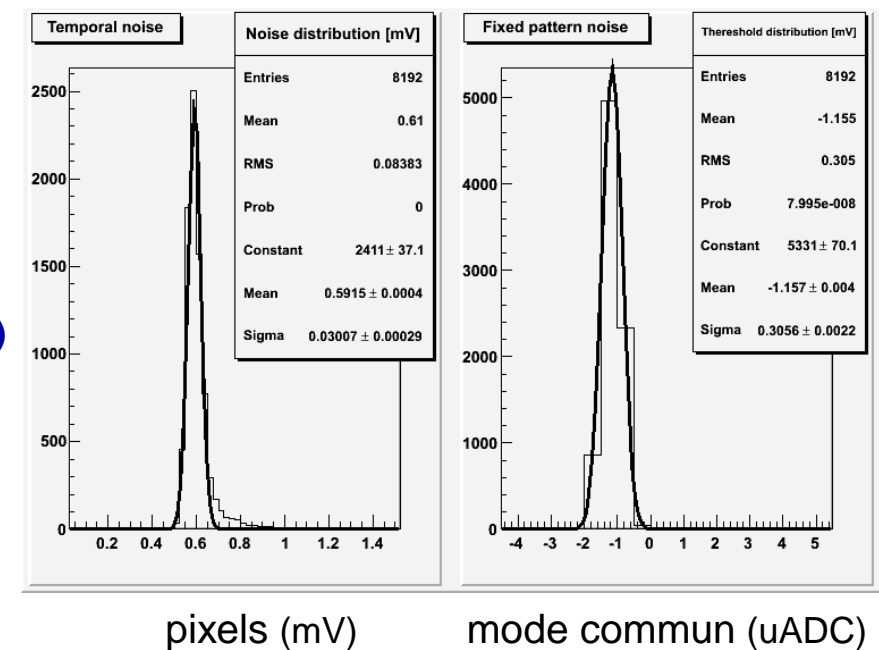 Temporal noise
Noise distribution [mV]
Entries 8192
Mean 0.61
RMS 0.08383
Prob 0
Constant 2411 ± 37.1
Mean 0.5915 ± 0.0004
Sigma 0.03007 ± 0.00029
2500
2000
1500
1000
500
0
0.2 0.4 0.6 0.8 1 1.2 1.4
pixels (mV)
Fixed pattern noise
Thereshold distribution [mV]
Entries 8192
Mean -1.155
RMS 0.305
Prob 7.995e-008
Constant 5331 ± 70.1
Mean -1.157 ± 0.004
Sigma 0.3056 ± 0.0022
5000
4000
3000
2000
1000
0
-4 -3 -2 -1 0 1 2 3 4 5
mode commun (uADC)